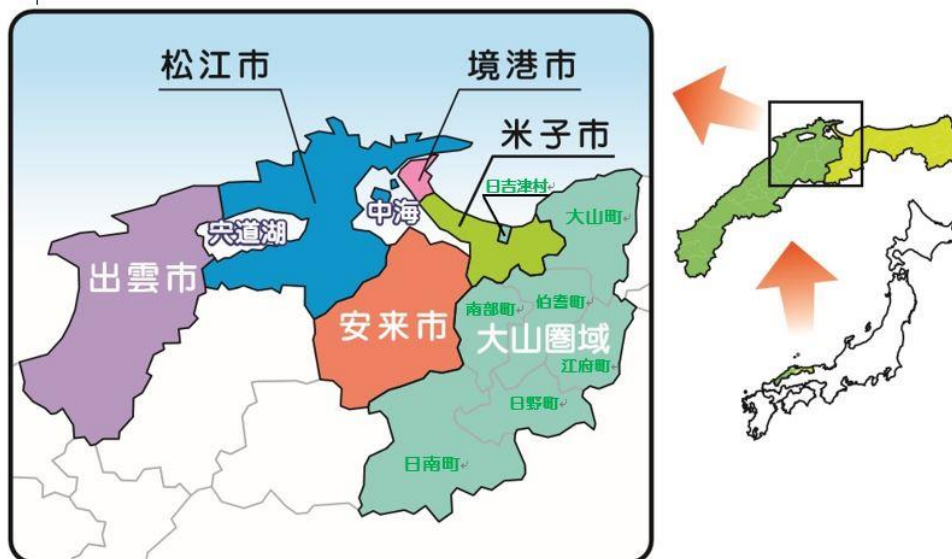 松江市
境港市
米子市
日吉津村
大山町
中海
宍道湖
出雲市
安来市
南部町
伯耆町
大山圏域
江府町
日野町
日南町